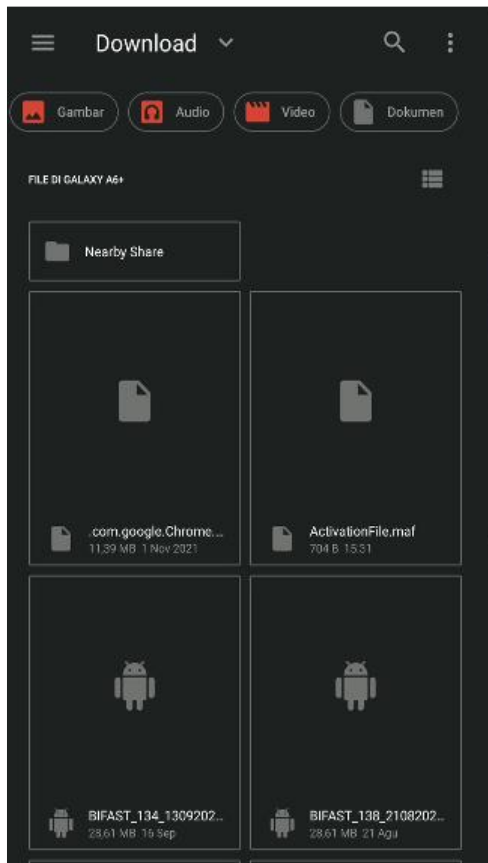 Download
Gambar
Audio
Video
Dokumen
FILE DI GALAXY A6+
Nearby Share
.com.google.Chrome....
11,39 MB 1 Nov 2021
ActivationFile.maf
704 B 15.31
BIFAST_134_1309202...
28,61 MB 16 Sep
BIFAST_138_2108202...
28,61 MB 21 Agu